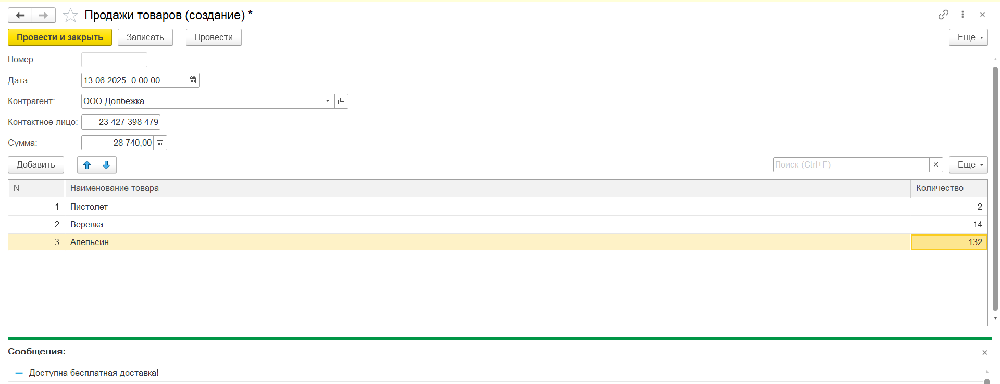 Продажи товаров (создание) *
Провести и закрыть Записать Провести Еще
Номер:
Дата: 13.06.2025 0:00:00
Контрагент: ООО Долбежка
Контактное лицо: 23 427 398 479
Сумма: 28 740,00
Добавить Поиск (Ctrl+F) Еще
N Наименование товара Количество
1 Пистолет 2
2 Веревка 14
3 Апельсин 132
Сообщения:
Доступна бесплатная доставка!